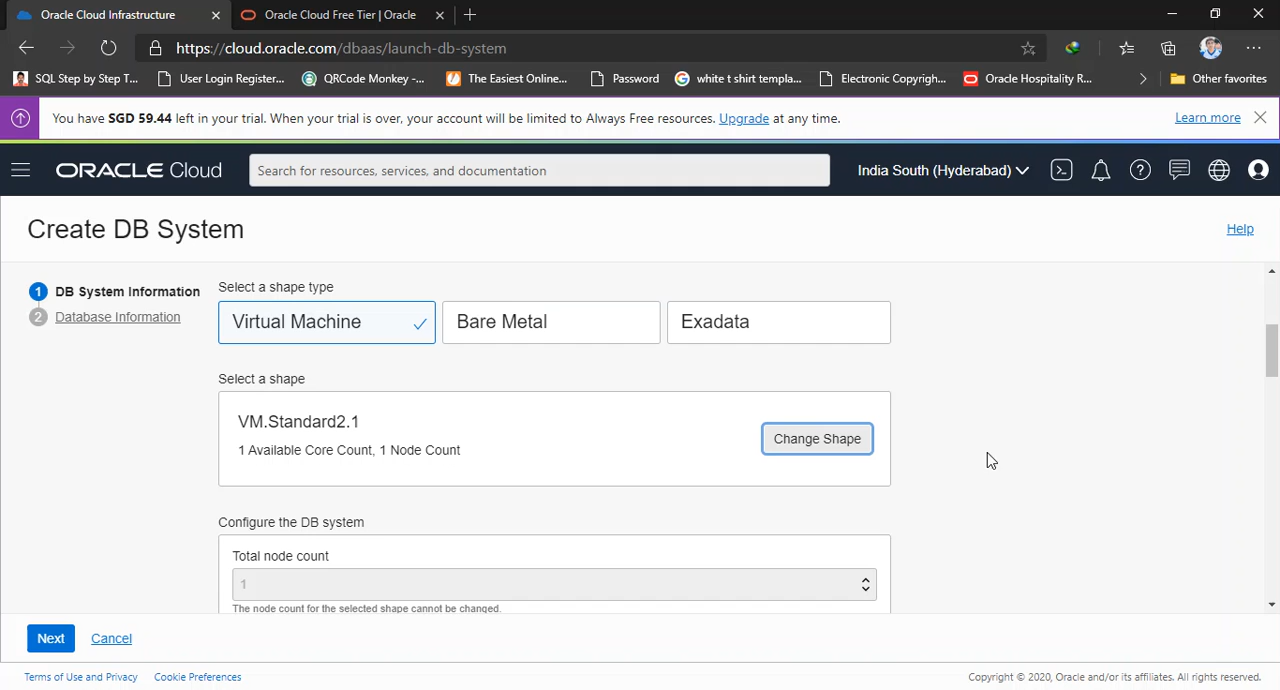 Oracle Cloud Infrastructure
Oracle Cloud Free Tier | Oracle
https://cloud.oracle.com/dbaas/launch-db-system
SQL Step by Step T...
User Login Register...
QRCode Monkey -...
The Easiest Online...
Password
white t shirt templa...
Electronic Copyrigh...
Oracle Hospitality R...
Other favorites
You have SGD 59.44 left in your trial. When your trial is over, your account will be limited to Always Free resources. Upgrade at any time.
Learn more
ORACLE Cloud
Search for resources, services, and documentation
India South (Hyderabad)
Create DB System
Help
1 DB System Information
2 Database Information
Select a shape type
Virtual Machine
Bare Metal
Exadata
Select a shape
VM.Standard2.1
1 Available Core Count, 1 Node Count
Change Shape
Configure the DB system
Total node count
1
The node count for the selected shape cannot be changed.
Next
Cancel
Terms of Use and Privacy
Cookie Preferences
Copyright © 2020, Oracle and/or its affiliates. All rights reserved.